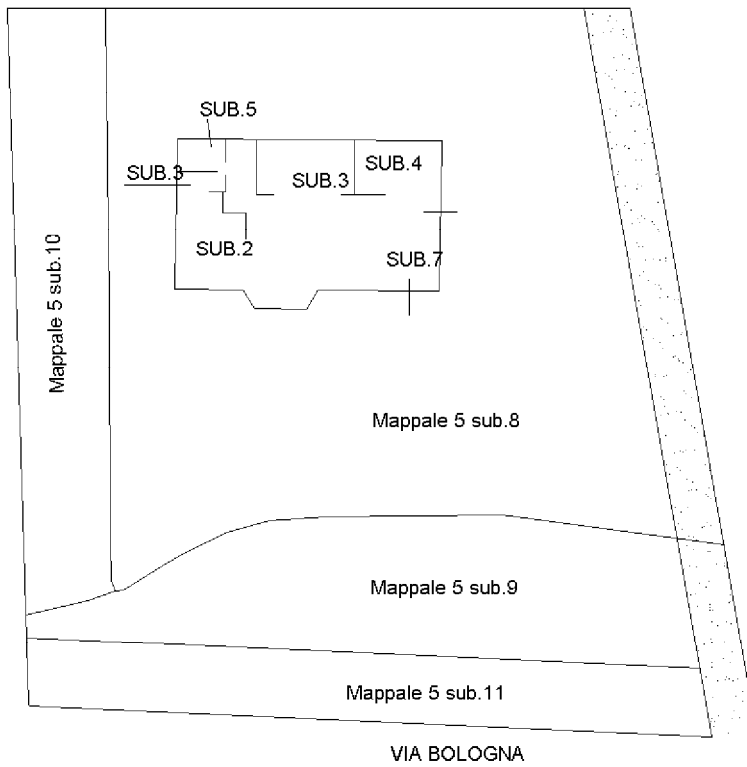 SUB.5
SUB.3
SUB.3
SUB.4
SUB.2
SUB.7
Mappale 5 sub.10
Mappale 5 sub.8
Mappale 5 sub.9
Mappale 5 sub.11
VIA BOLOGNA